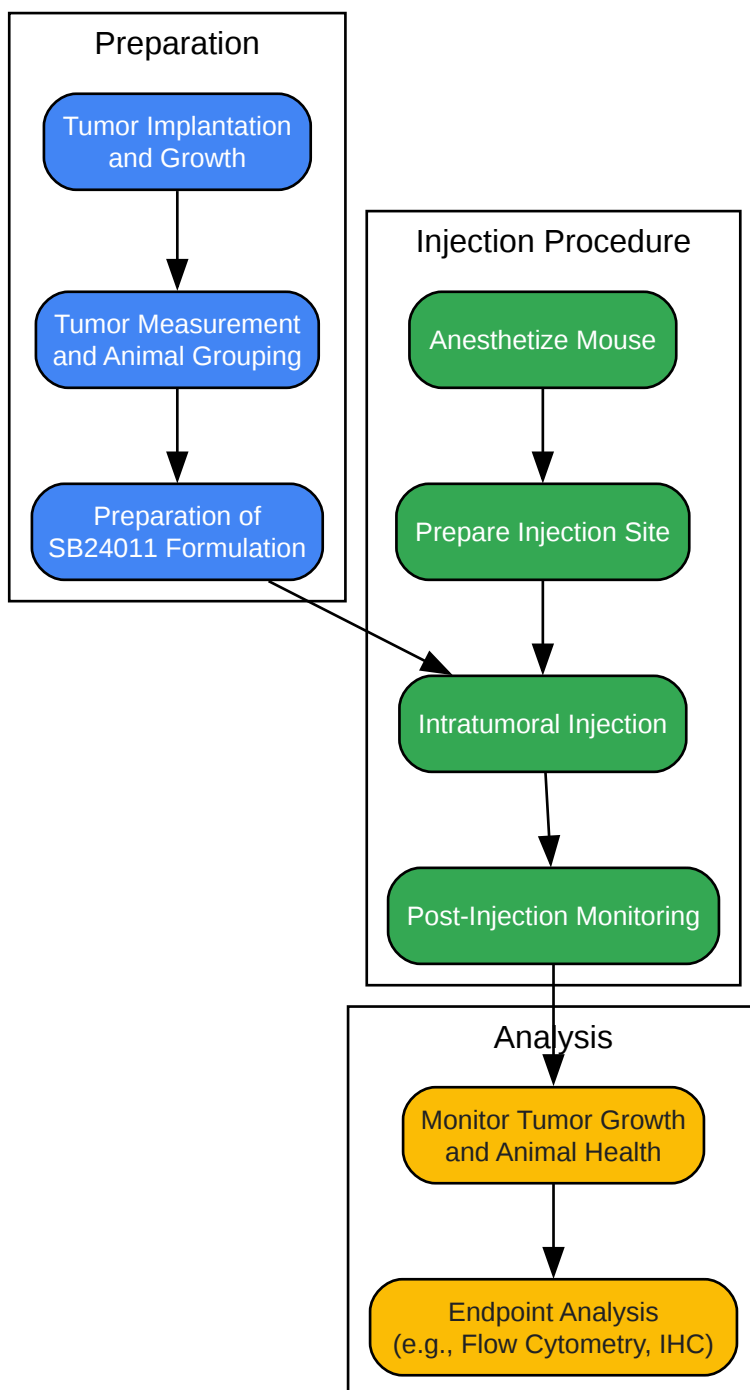 Preparation
Tumor Implantation
and Growth
Tumor Measurement
and Animal Grouping
Preparation of
SB24011 Formulation
Injection Procedure
Anesthetize Mouse
Prepare Injection Site
Intratumoral Injection
Post-Injection Monitoring
Analysis
Monitor Tumor Growth
and Animal Health
Endpoint Analysis
(e.g., Flow Cytometry, IHC)